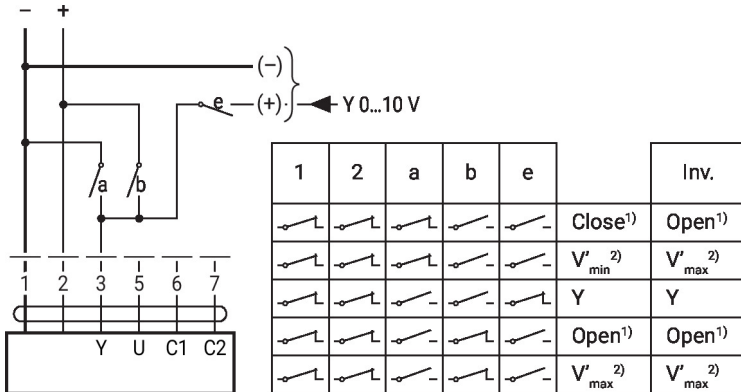 − +
(−)
e (+) Y 0...10 V
a b
1 2 3 5 6 7
Y U C1 C2
1 2 a b e Inv.
Close1) Open1)
V'min2) V'max2)
Y Y
Open1) Open1)
V'max2) V'max2)